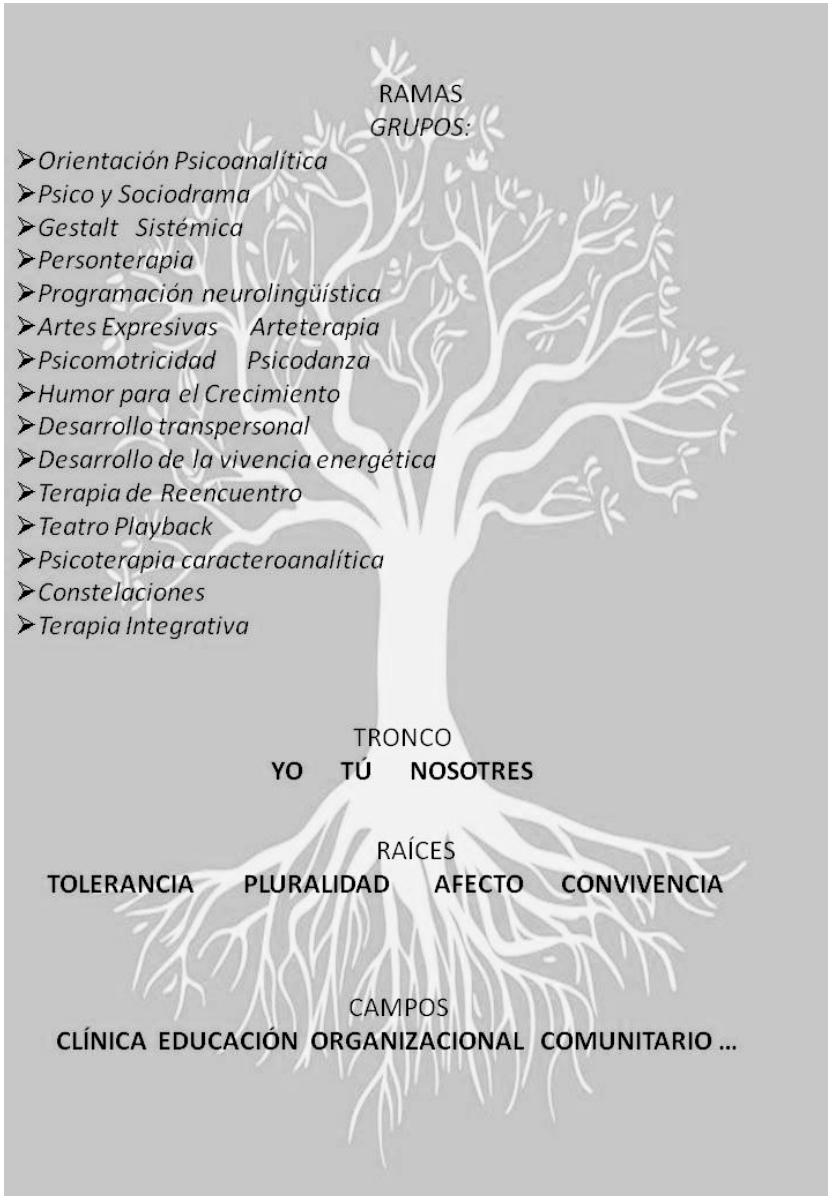 RAMAS
GRUPOS:
➢Orientación Psicoanalítica
➢Psico y Sociodrama
➢Gestalt Sistémica
➢Personterapia
➢Programación neurolingüística
➢Artes Expresivas Arteterapia
➢Psicomotricidad Psicodanza
➢Humor para el Crecimiento
➢Desarrollo transpersonal
➢Desarrollo de la vivencia energética
➢Terapia de Reencuentro
➢Teatro Playback
➢Psicoterapia caracteroanalítica
➢Constelaciones
➢Terapia Integrativa
TRONCO
YO TÚ NOSOTRES
RAÍCES
TOLERANCIA PLURALIDAD AFECTO CONVIVENCIA
CAMPOS
CLÍNICA EDUCACIÓN ORGANIZACIONAL COMUNITARIO ...